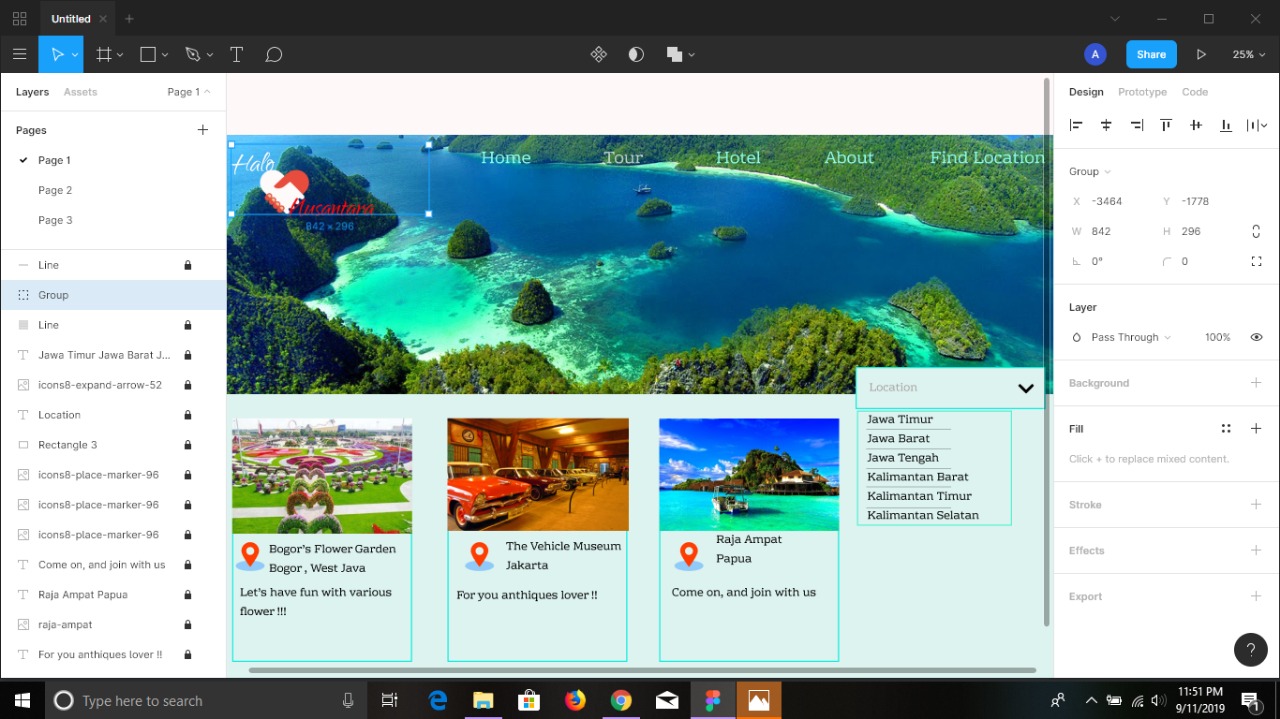 Untitled
Share
25%
A
Layers
Assets
Page 1
Design
Prototype
Code
Pages
Page 1
Page 2
Page 3
Line
Group
Line
Jawa Timur Jawa Barat J...
icons8-expand-arrow-52
Location
Rectangle 3
icons8-place-marker-96
icons8-place-marker-96
icons8-place-marker-96
Come on, and join with us
Raja Ampat Papua
raja-ampat
For you anthiques lover !!
Halo
Nusantara
842 × 296
Home
Tour
Hotel
About
Find Location
Location
Jawa Timur
Jawa Barat
Jawa Tengah
Kalimantan Barat
Kalimantan Timur
Kalimantan Selatan
Bogor's Flower Garden
Bogor , West Java
Let's have fun with various
flower !!!
The Vehicle Museum
Jakarta
For you anthiques lover !!
Raja Ampat
Papua
Come on, and join with us
Group
X -3464 Y -1778
W 842 H 296
0° 0
Layer
Pass Through 100%
Background
Fill
Click + to replace mixed content.
Stroke
Effects
Export
?
Type here to search
11:51 PM
9/11/2019
1